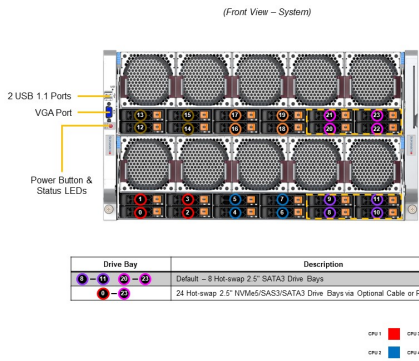 (Front View – System)
2 USB 1.1 Ports
VGA Port
Power Button &
Status LEDs
13 15 17 19 21 23
12 14 16 18 20 22
1 3 5 7 9 11
0 2 4 6 8 10
Drive Bay Description
8 – 11 20 – 23 Default – 8 Hot-swap 2.5" SATA3 Drive Bays
0 – 23 24 Hot-swap 2.5" NVMe5/SAS3/SATA3 Drive Bays via Optional Cable or
CPU 1 CPU
CPU 2 CPU